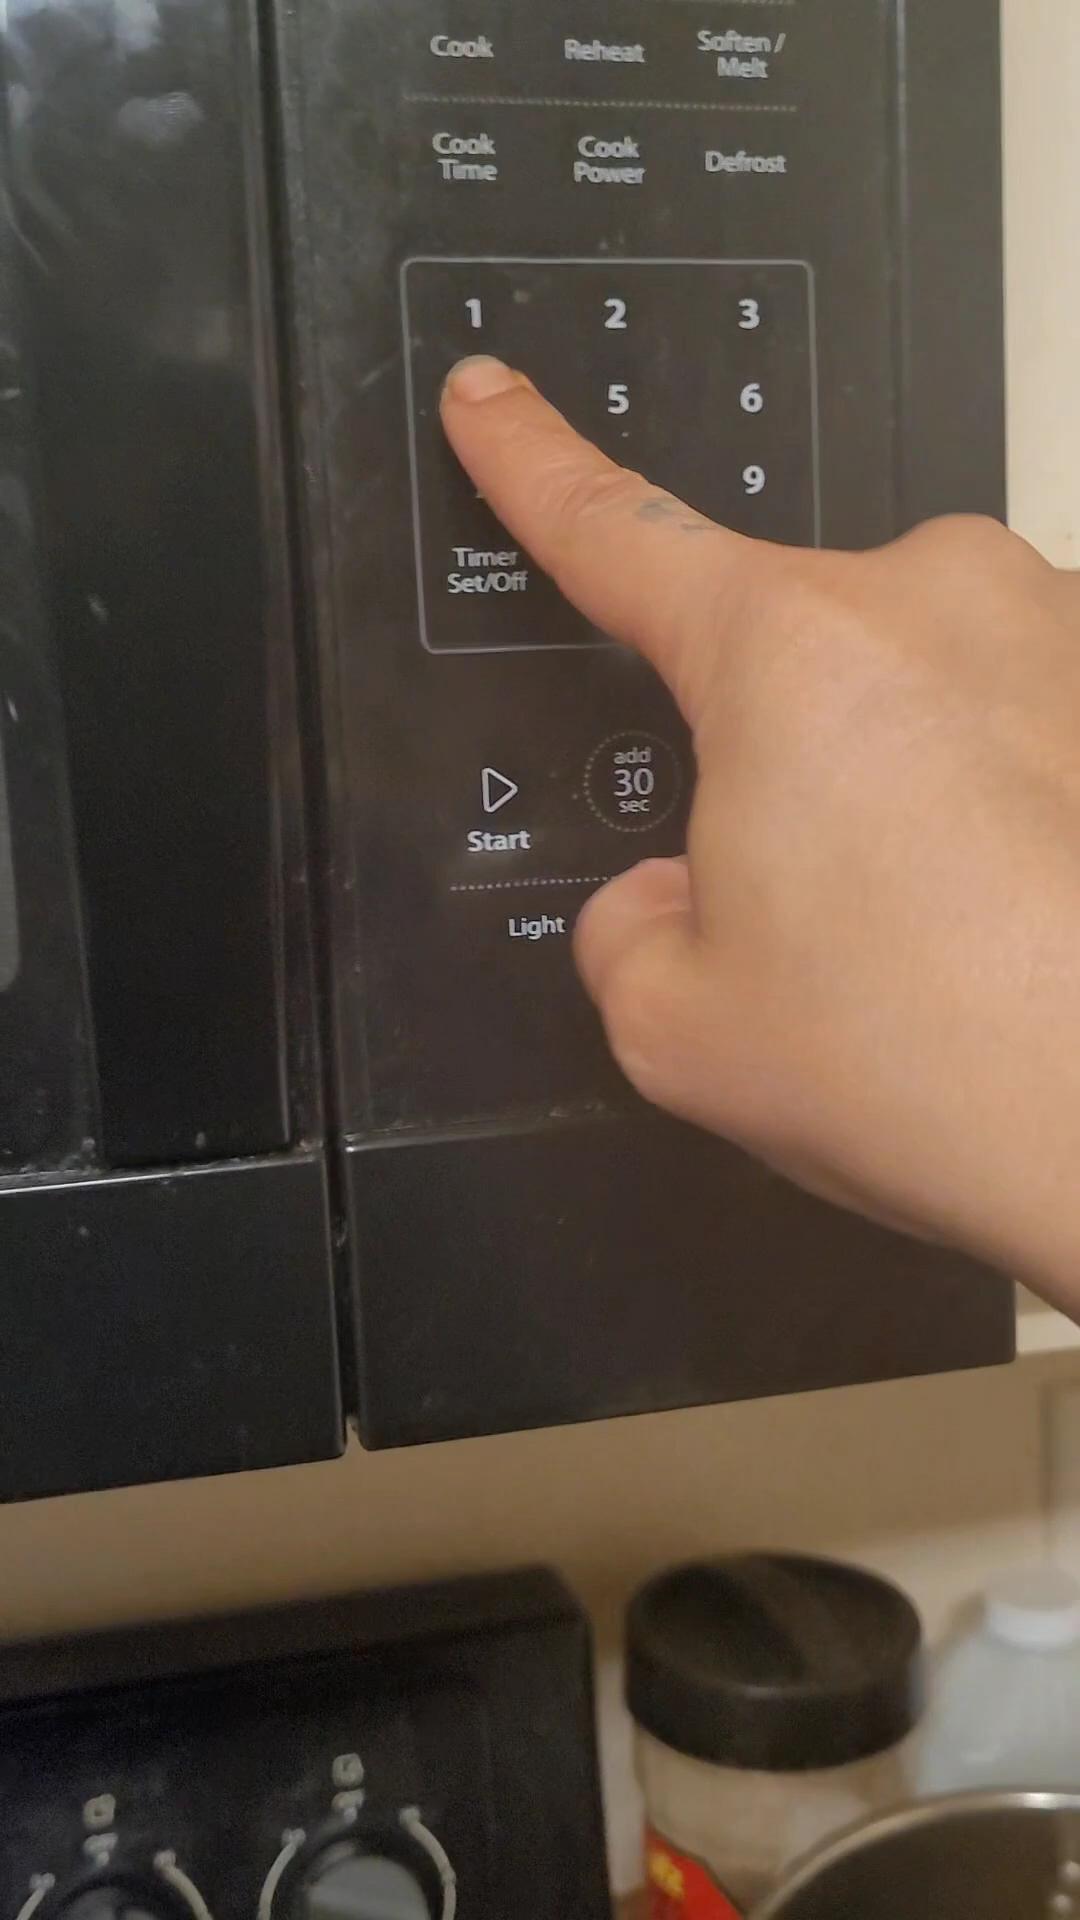 Cook Reheat Soften /
Melt
Cook Cook Defrost
Time Power
1 2 3
5 6
9
Timer
Set/Off
add
30
sec
Start
Light